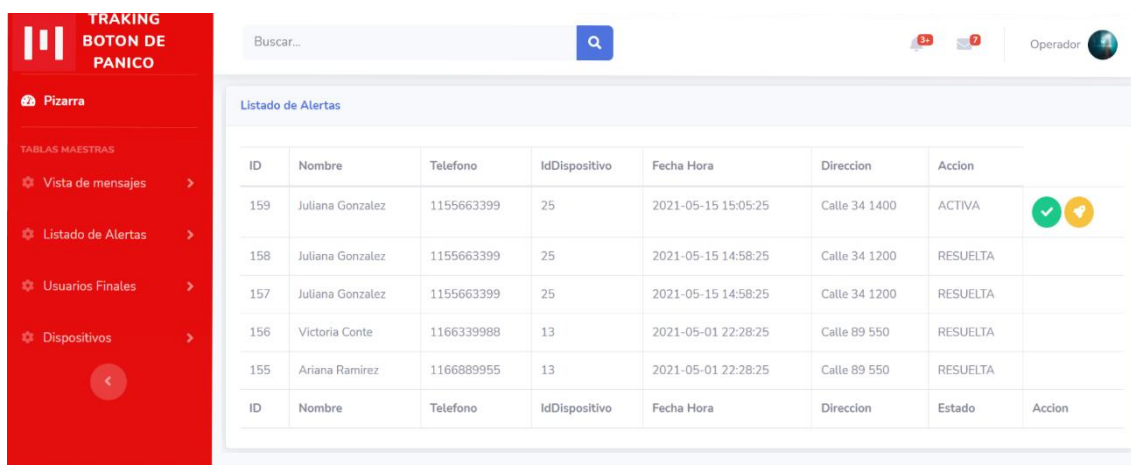 TRAKING
BOTON DE
PANICO
Buscar...
3+
7
Operador
Pizarra
TABLAS MAESTRAS
Vista de mensajes
Listado de Alertas
Usuarios Finales
Dispositivos
Listado de Alertas
ID Nombre Telefono IdDispositivo Fecha Hora Direccion Accion
159 Juliana Gonzalez 1155663399 25 2021-05-15 15:05:25 Calle 34 1400 ACTIVA
158 Juliana Gonzalez 1155663399 25 2021-05-15 14:58:25 Calle 34 1200 RESUELTA
157 Juliana Gonzalez 1155663399 25 2021-05-15 14:58:25 Calle 34 1200 RESUELTA
156 Victoria Conte 1166339988 13 2021-05-01 22:28:25 Calle 89 550 RESUELTA
155 Ariana Ramirez 1166889955 13 2021-05-01 22:28:25 Calle 89 550 RESUELTA
ID Nombre Telefono IdDispositivo Fecha Hora Direccion Estado Accion